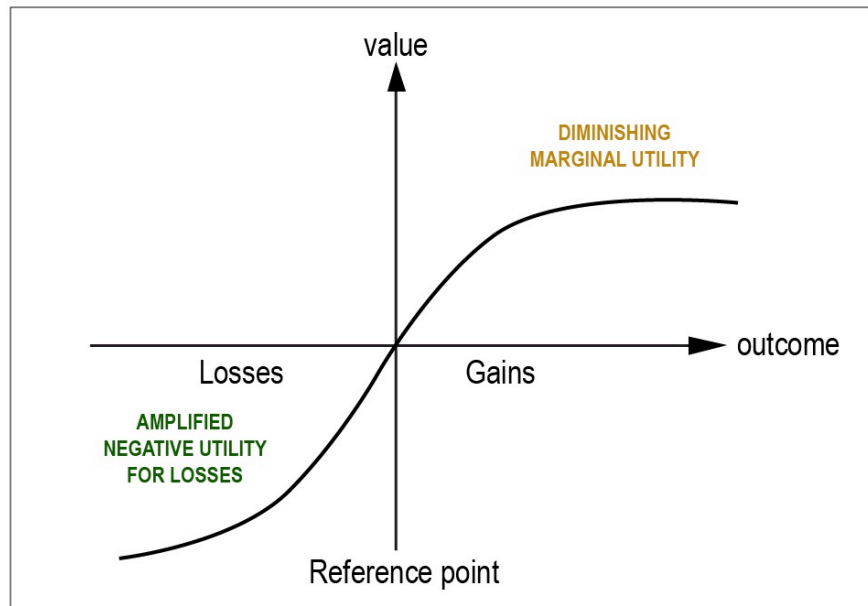 value
DIMINISHING
MARGINAL UTILITY
outcome
Losses
Gains
AMPLIFIED
NEGATIVE UTILITY
FOR LOSSES
Reference point